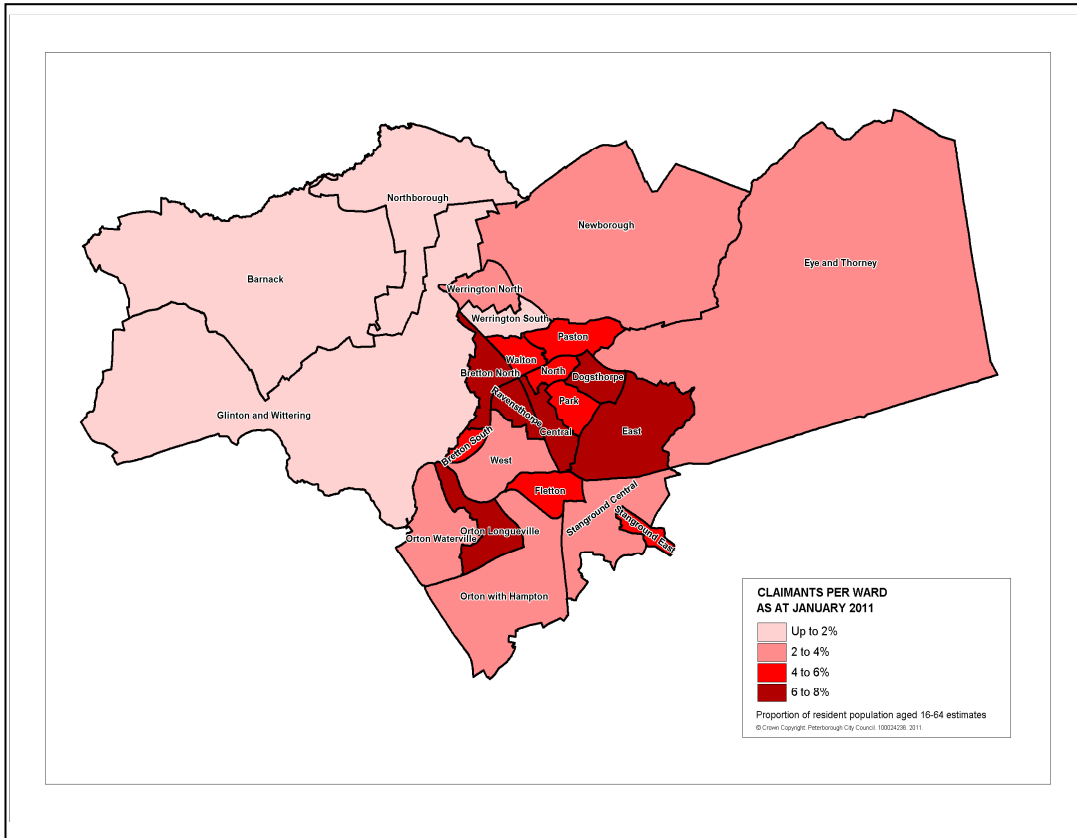 Northborough
Newborough
Eye and Thorney
Barnack
Werrington North
Werrington South
Paston
Walton
North
Bretton North
Dogsthorpe
Ravensthorpe
Park
Glinton and Wittering
Central
East
Bretton South
West
Fletton
Stanground Central
Stanground East
Orton Longueville
Orton Waterville
Orton with Hampton
CLAIMANTS PER WARD
AS AT JANUARY 2011
Up to 2%
2 to 4%
4 to 6%
6 to 8%
Proportion of resident population aged 16-64 estimates
© Crown Copyright. Peterborough City Council. 100024236. 2011.